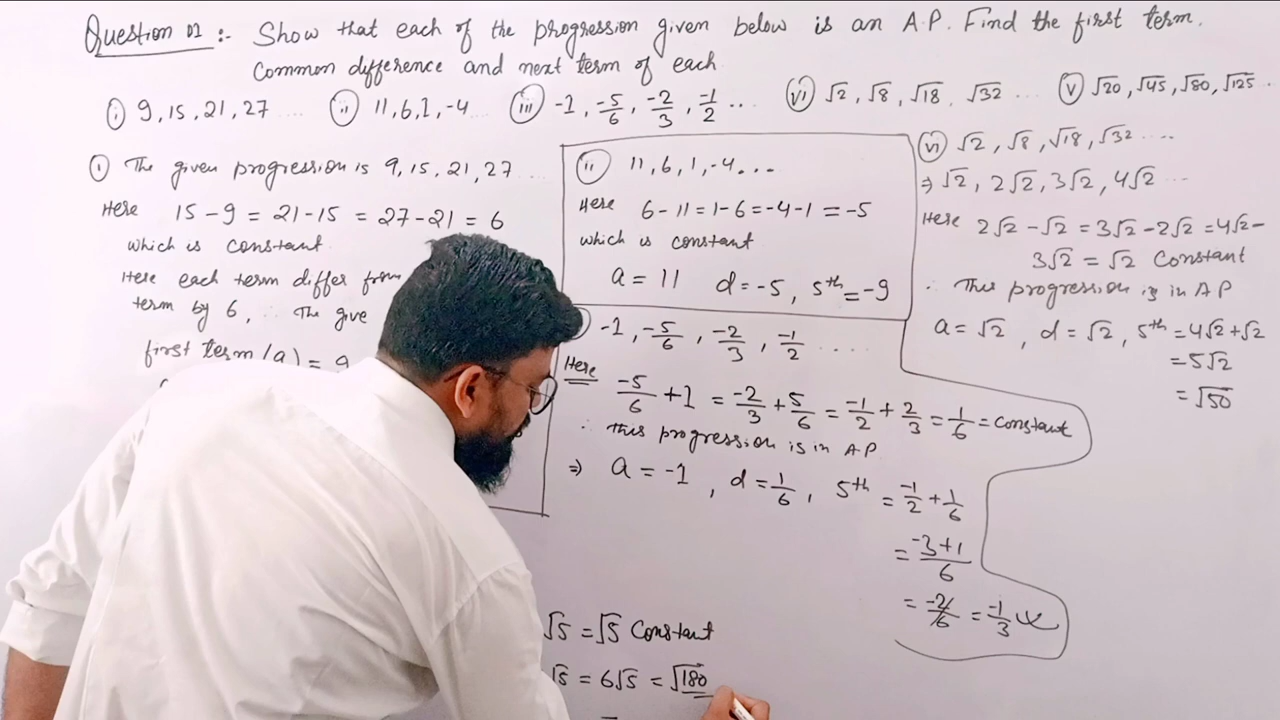 Question 01 :- Show that each of the progression given below is an A.P. Find the first term.
Common difference and next term of each
(i) 9, 15, 21, 27 .... (ii) 11, 6, 1, -4 ... (iii) -1, -5/6, -2/3, -1/2 .. (vi) √2, √8, √18, √32 ... (v) √20, √45, √80, √125 .
(i) The given progression is 9, 15, 21, 27 ....
Here 15 - 9 = 21 - 15 = 27 - 21 = 6
which is constant.
Here each term differ from
term by 6, ∴ The give
first term (a) = 9
(ii) 11, 6, 1, -4 ...
Here 6 - 11 = 1 - 6 = -4 - 1 = -5
which is constant
a = 11 d = -5, 5th = -9
-1, -5/6, -2/3, -1/2 ....
Here
-5/6 + 1 = -2/3 + 5/6 = -1/2 + 2/3 = 1/6 = Constant
∴ this progression is in AP
⇒ a = -1, d = 1/6, 5th = -1/2 + 1/6
= -3+1/6
= -2/6 = -1/3
(vi) √2, √8, √18, √32 ....
⇒ √2, 2√2, 3√2, 4√2 ...
Here 2√2 - √2 = 3√2 - 2√2 = 4√2 -
3√2 = √2 Constant
∴ This progression is in AP
a = √2, d = √2, 5th = 4√2 + √2
= 5√2
= √50
√5 = √5 Constant
√5 = 6√5 = √180